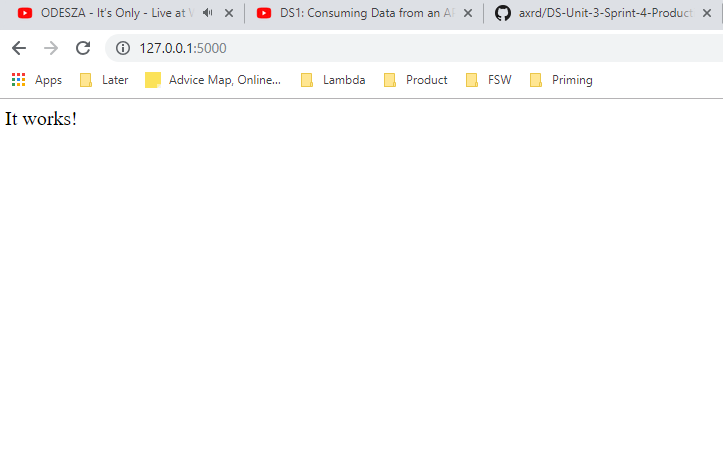 ODESZA - It's Only - Live at DS1: Consuming Data from an axrd/DS-Unit-3-Sprint-4-Product
127.0.0.1:5000
Apps Later Advice Map, Online... Lambda Product FSW Priming
It works!